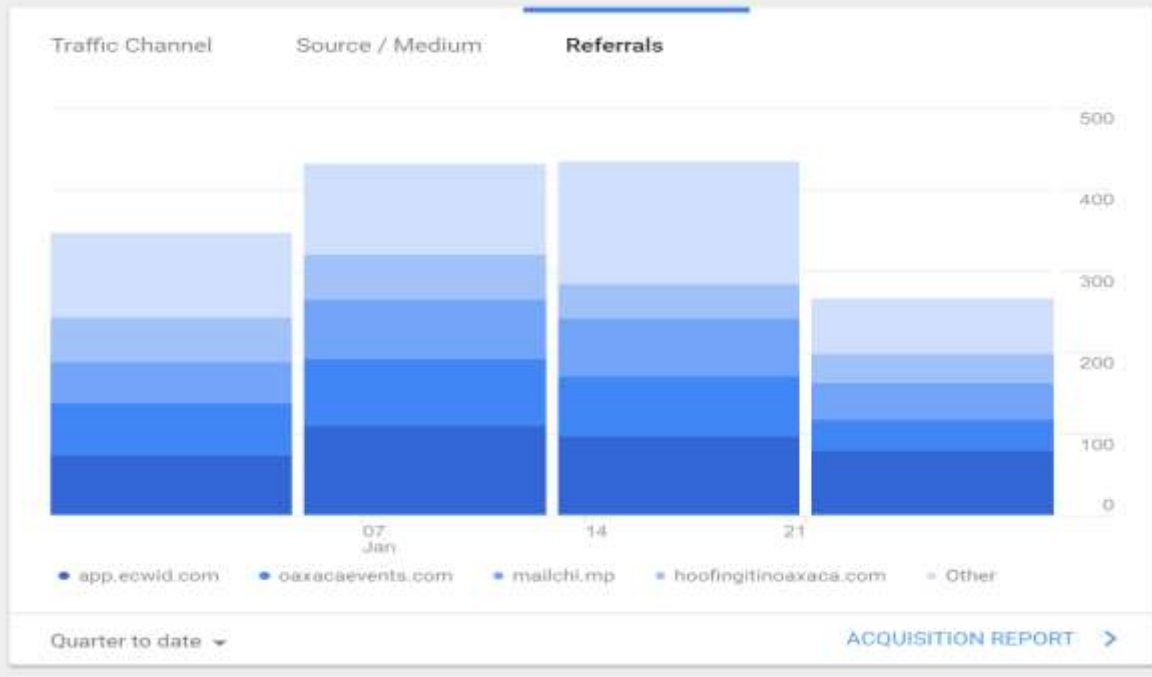 Traffic Channel Source / Medium Referrals
500
400
300
200
100
0
07 14 21
Jan
app.ecwid.com oaxacaevents.com mailchi.mp hoofingitinoaxaca.com Other
Quarter to date ACQUISITION REPORT